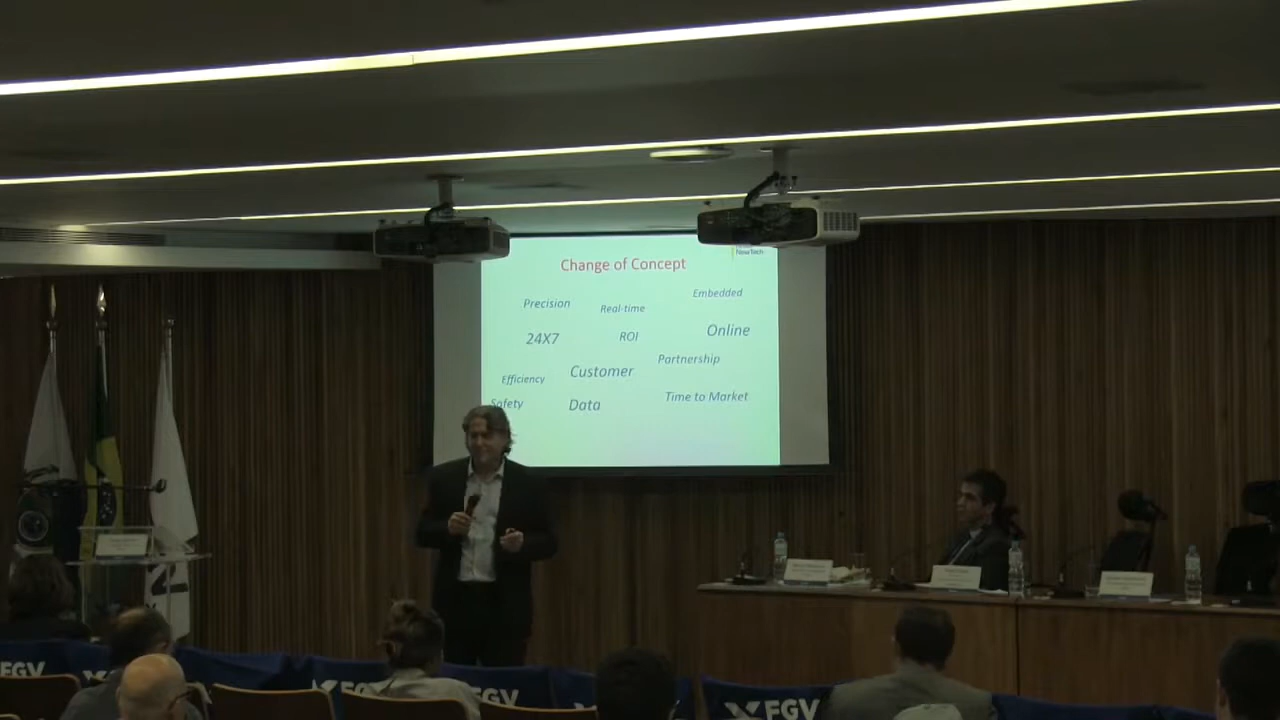 NewTech
Change of Concept
Embedded
Precision
Real-time
24X7
ROI
Online
Partnership
Customer
Efficiency
Safety
Data
Time to Market
FGV
FGV
FGV